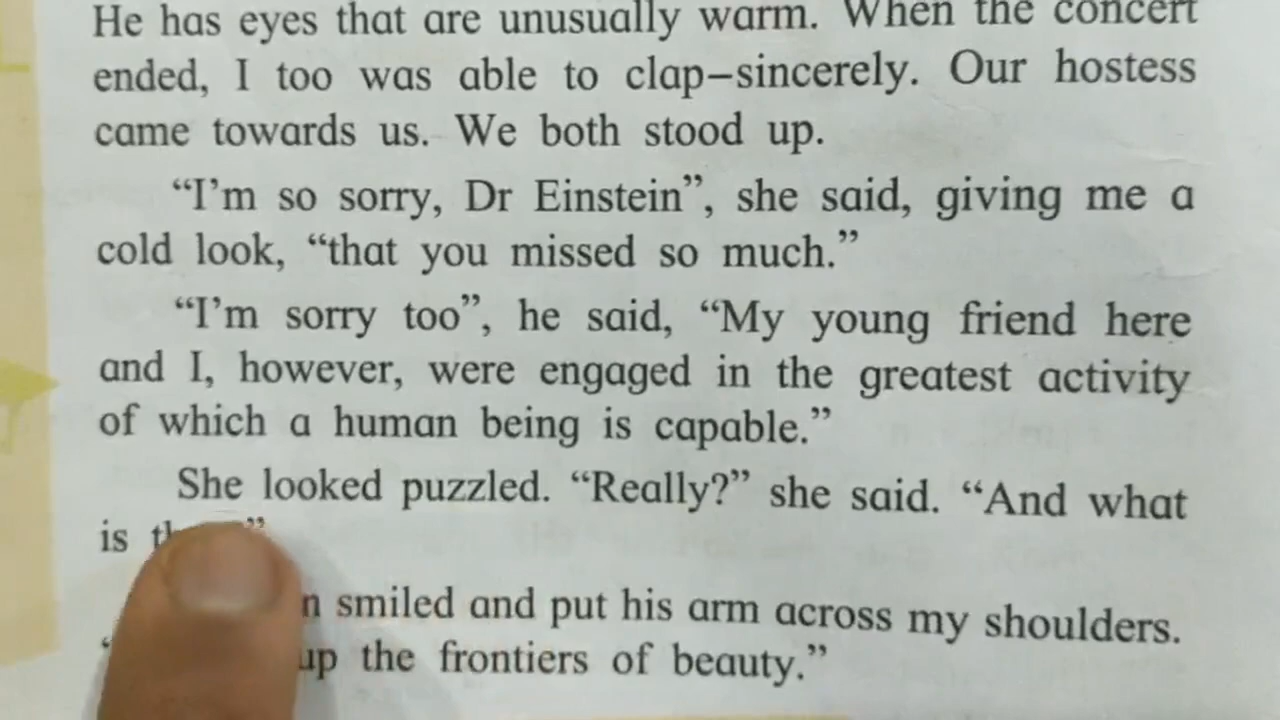 He has eyes that are unusually warm. When the concert
ended, I too was able to clap–sincerely. Our hostess
came towards us. We both stood up.
“I’m so sorry, Dr Einstein”, she said, giving me a
cold look, “that you missed so much.”
“I’m sorry too”, he said, “My young friend here
and I, however, were engaged in the greatest activity
of which a human being is capable.”
She looked puzzled. “Really?” she said. “And what
is
smiled and put his arm across my shoulders.
up the frontiers of beauty.”